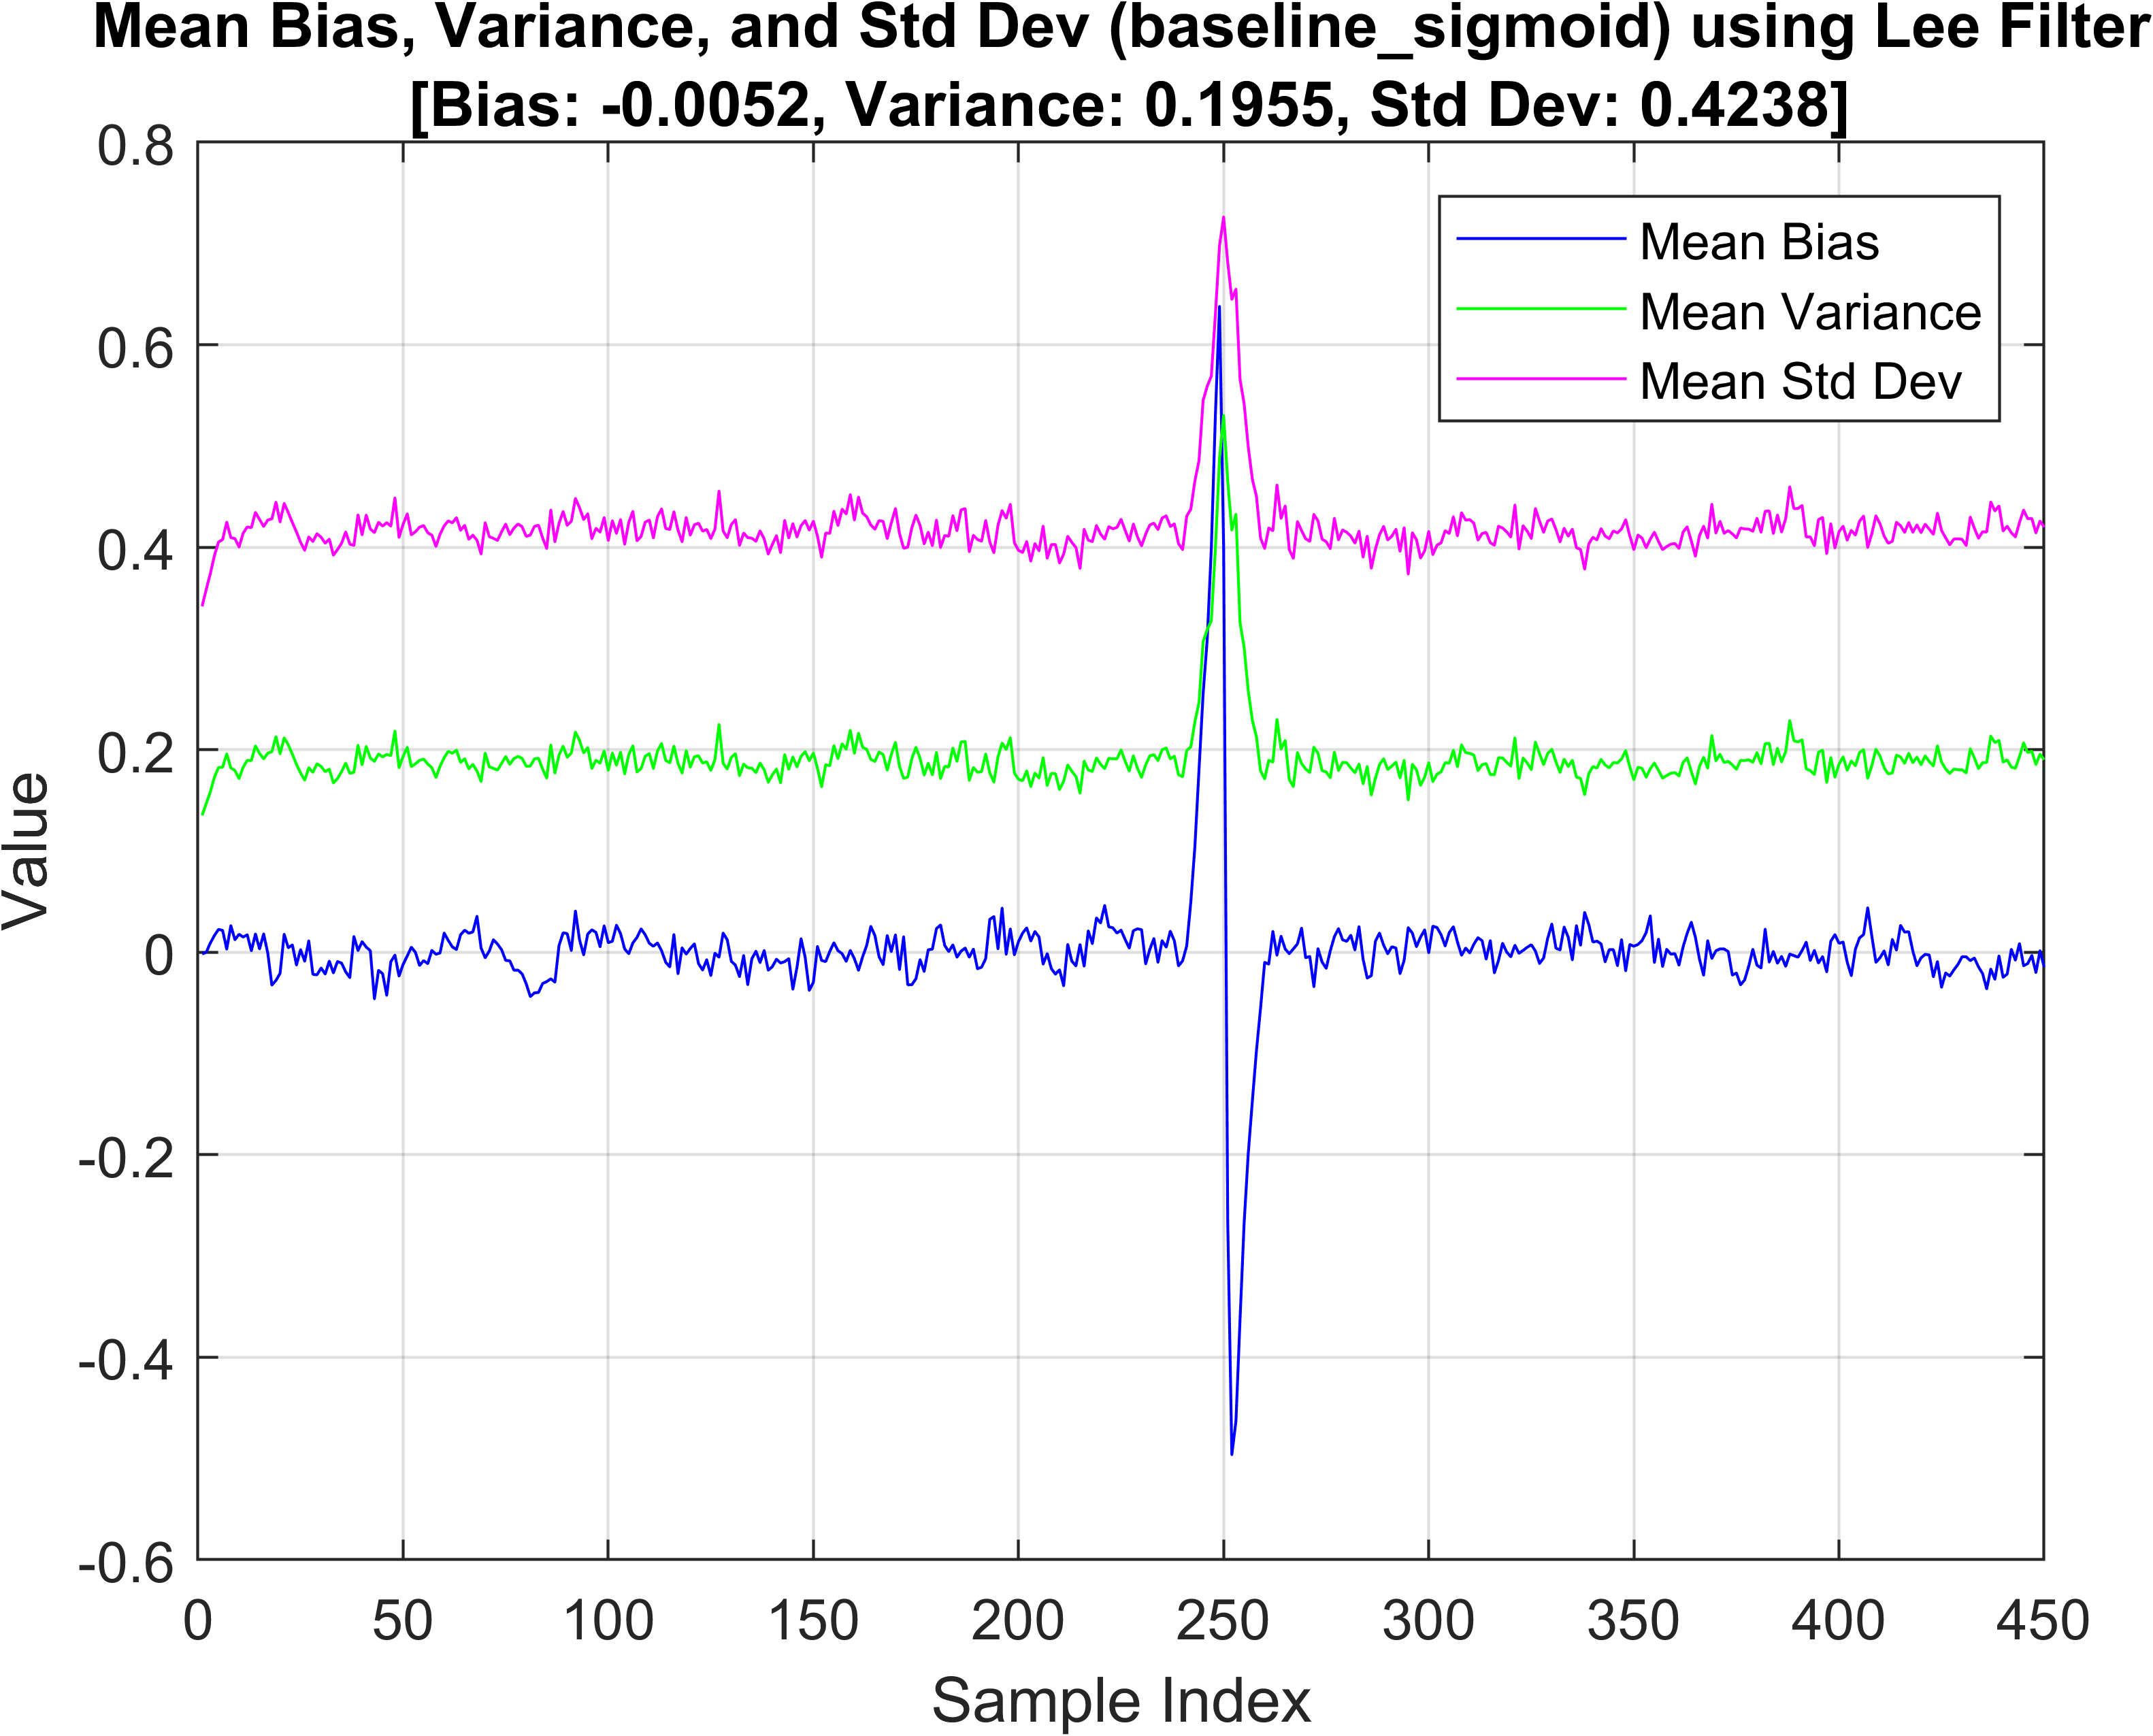 Mean Bias, Variance, and Std Dev (baseline_sigmoid) using Lee Filter
[Bias: -0.0052, Variance: 0.1955, Std Dev: 0.4238]
0.8
0.6
0.4
0.2
0
-0.2
-0.4
-0.6
Value
Mean Bias
Mean Variance
Mean Std Dev
0 50 100 150 200 250 300 350 400 450
Sample Index